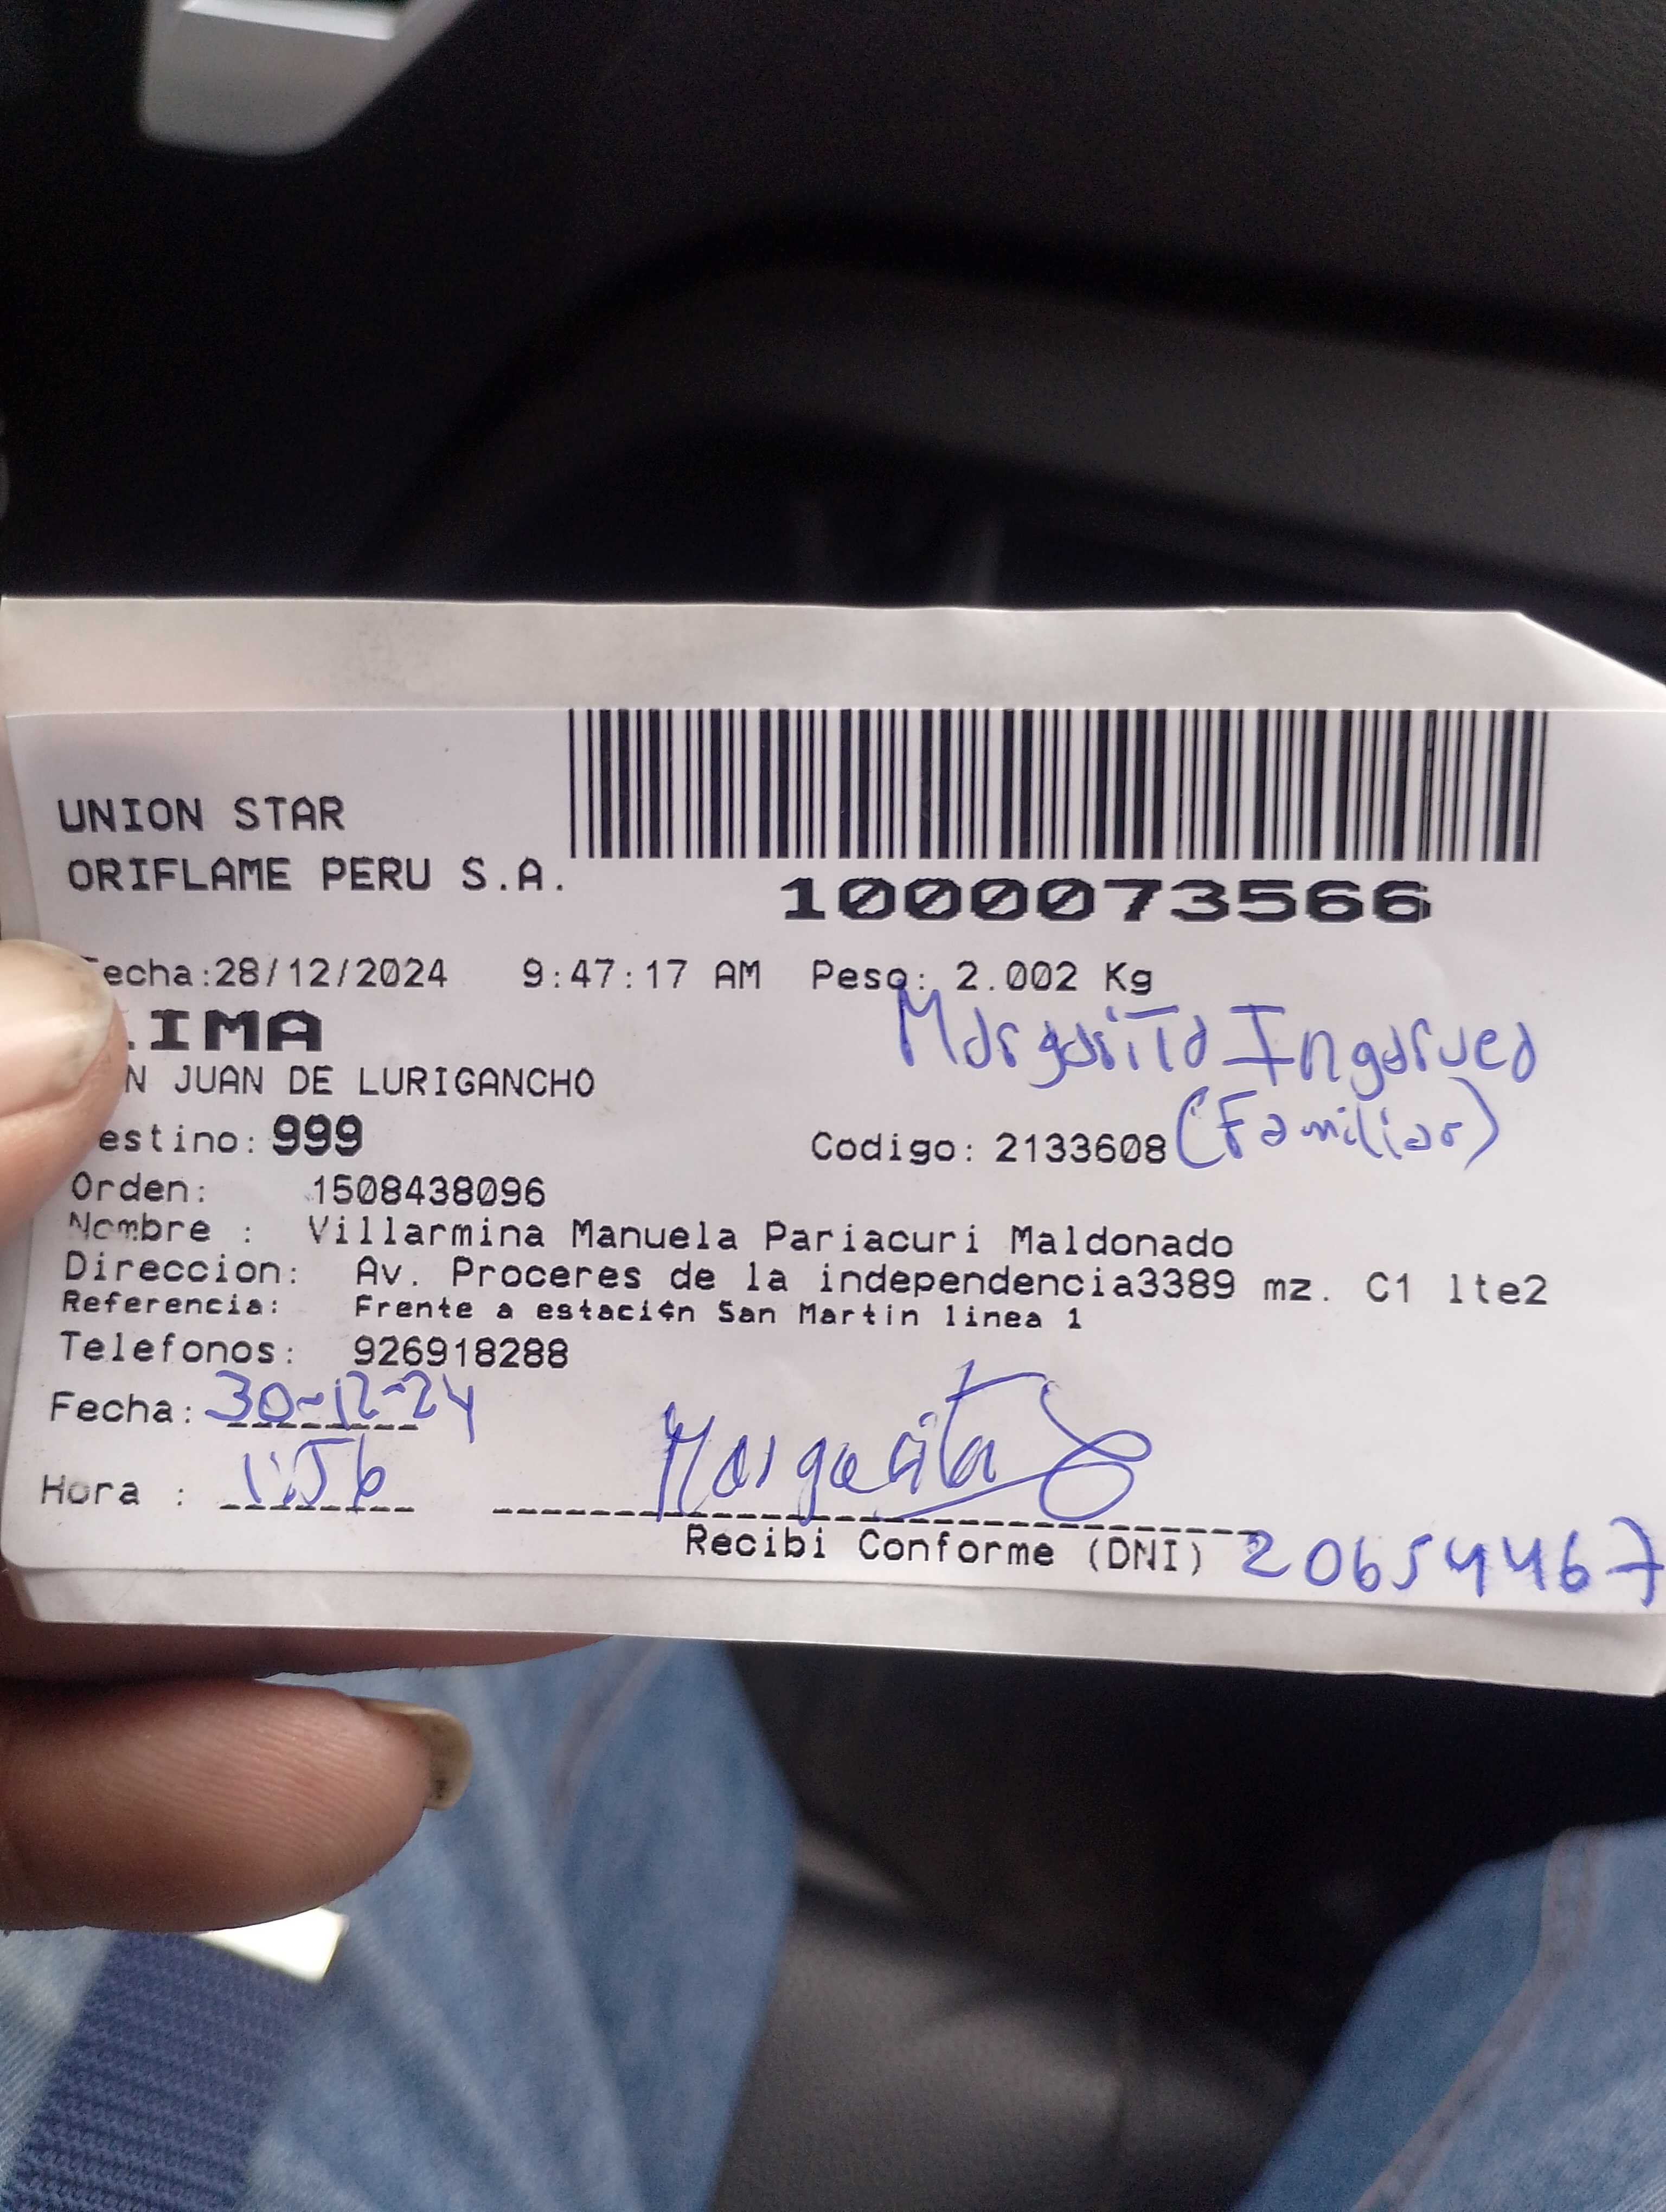 UNION STAR
ORIFLAME PERU S.A.
1000073566
echa:28/12/2024 9:47:17 AM Peso: 2.002 Kg
IMA
Margarita Ingaruca
N JUAN DE LURIGANCHO
(Familiar)
estino: 999 Codigo: 2133608
Orden: 1508438096
Nombre : Villarmina Manuela Pariacuri Maldonado
Direccion: Av. Proceres de la independencia3389 mz. C1 lte2
Referencia: Frente a estación San Martin linea 1
Telefonos: 926918288
Fecha: 30-12-24
Hora : 1:56
Margarita
Recibi Conforme (DNI) 20654467